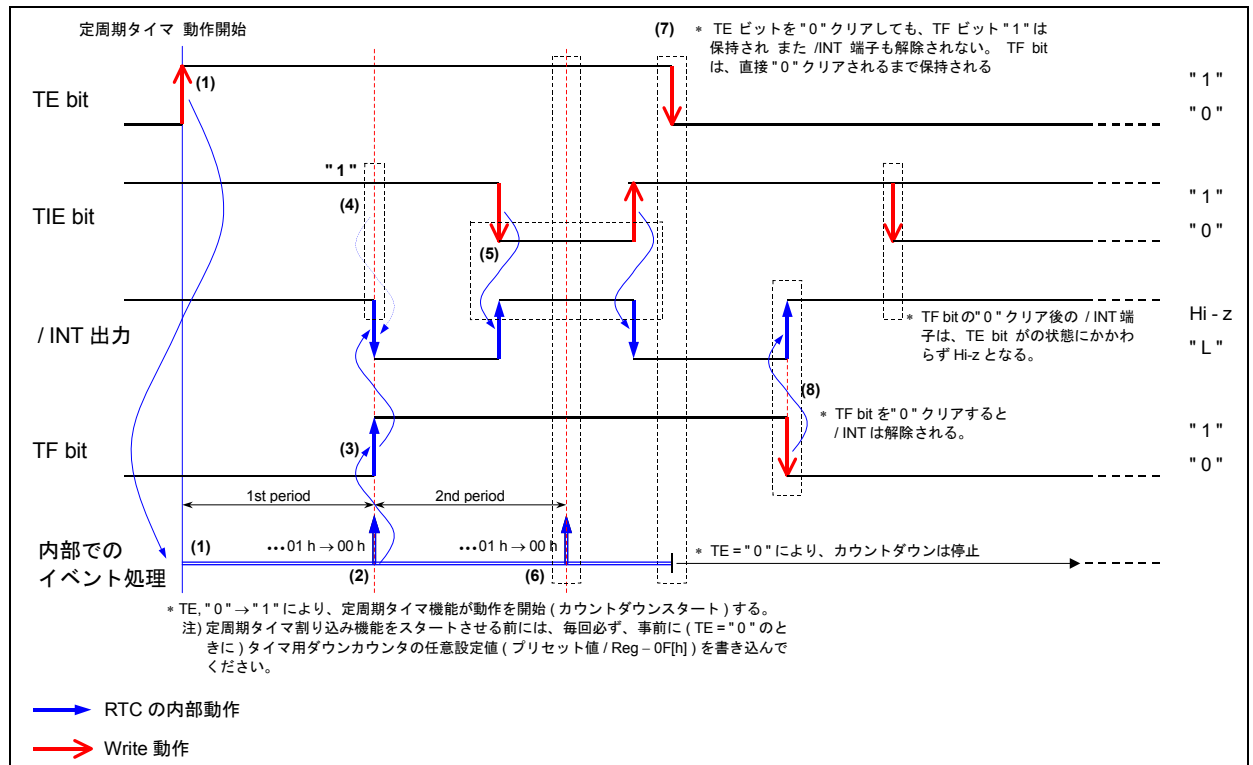 定周期タイマ 動作開始
(7)
* TE ビットを "0" クリアしても、TF ビット "1" は
保持され また /INT 端子も解除されない。 TF bit
は、直接 "0" クリアされるまで保持される
(1)
TE bit
"1"
"0"
"1"
(4)
TIE bit
(5)
"1"
"0"
/ INT 出力
Hi - z
"L"
* TF bit の "0" クリア後の / INT 端
子は、TE bit がの状態にかかわ
らず Hi-z となる。
(8)
* TF bit を "0" クリアすると
/ INT は解除される。
(3)
TF bit
"1"
"0"
1st period
2nd period
内部での
イベント処理
(1)
•••01 h → 00 h
(2)
•••01 h → 00 h
(6)
* TE = "0" により、カウントダウンは停止
* TE, "0" → "1" により、定周期タイマ機能が動作を開始 ( カウントダウンスタート ) する。
注) 定周期タイマ割り込み機能をスタートさせる前には、毎回必ず、事前に ( TE = "0" のと
きに ) タイマ用ダウンカウンタの任意設定値 ( プリセット値 / Reg – 0F[h] ) を書き込んで
ください。
RTC の内部動作
Write 動作